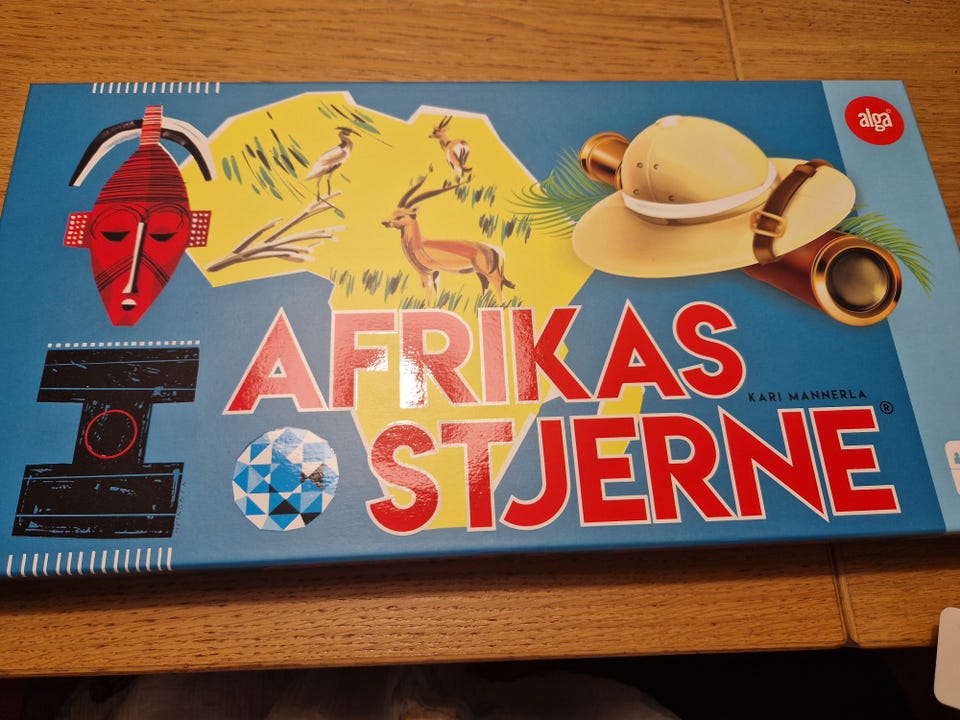 alga
AFRIKAS
KARI MANNERLA
STJERNE®